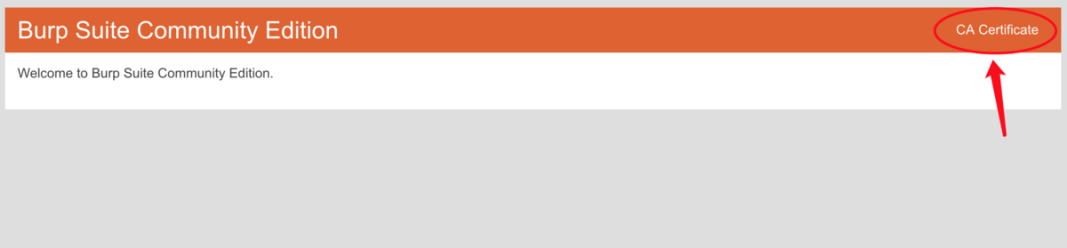 Burp Suite Community Edition
CA Certificate
Welcome to Burp Suite Community Edition.